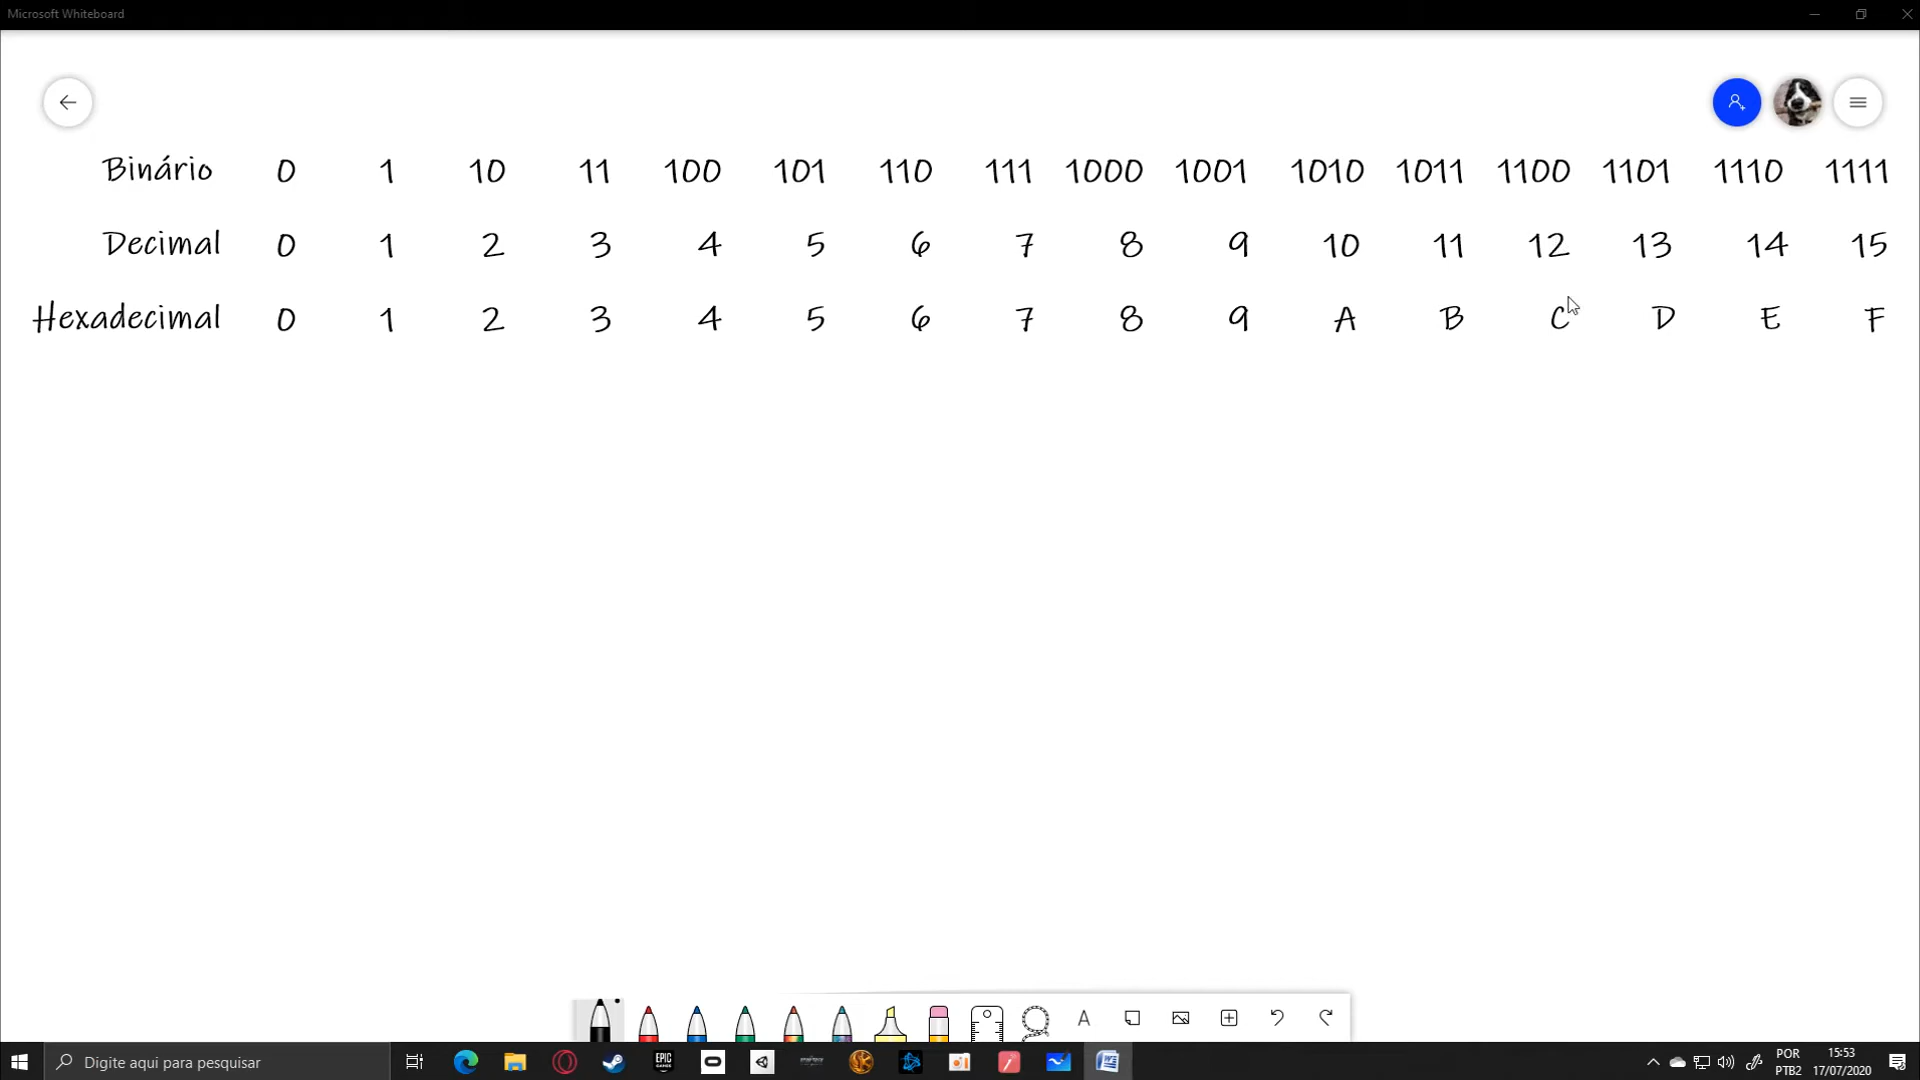 Microsoft Whiteboard
Binário 0 1 10 11 100 101 110 111 1000 1001 1010 1011 1100 1101 1110 1111
Decimal 0 1 2 3 4 5 6 7 8 9 10 11 12 13 14 15
Hexadecimal 0 1 2 3 4 5 6 7 8 9 A B C D E F
A
Digite aqui para pesquisar
EPIC GAMES
POR
PTB2
15:53
17/07/2020